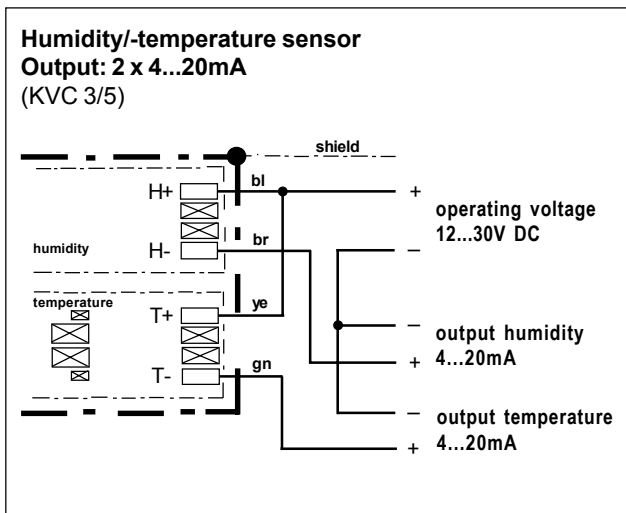 Humidity/-temperature sensor
Output: 2 x 4...20mA
(KVC 3/5)
shield
H+
bl
+
operating voltage
12...30V DC
humidity
H-
br
–
temperature
T+
ye
–
output humidity
4...20mA
+
T-
gn
–
output temperature
4...20mA
+